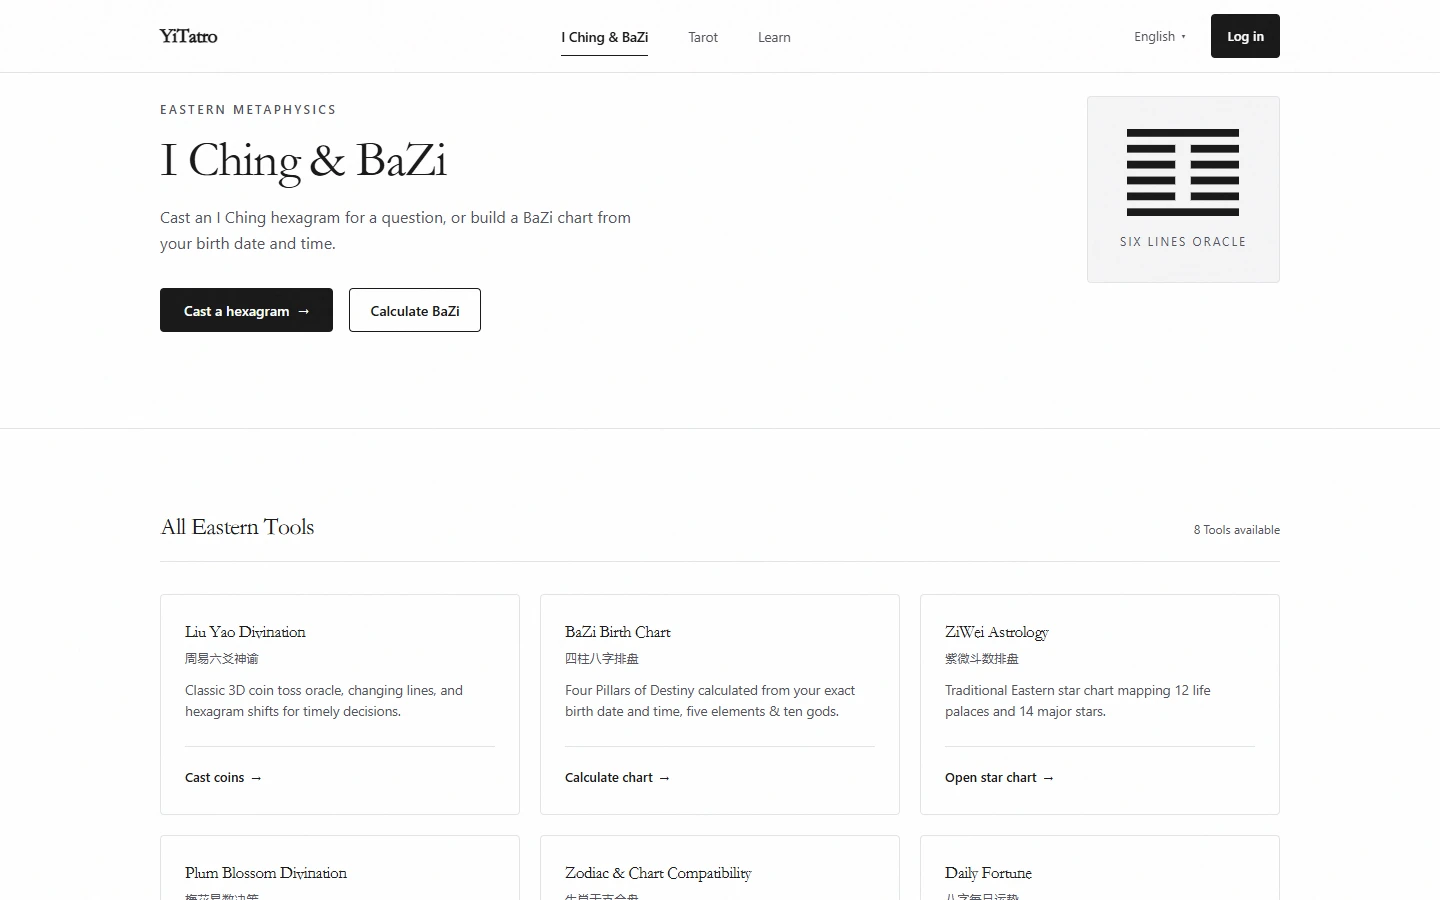 YiTatro
I Ching & BaZi
Tarot
Learn
English
Log in
EASTERN METAPHYSICS
I Ching & BaZi
Cast an I Ching hexagram for a question, or build a BaZi chart from
your birth date and time.
Cast a hexagram →
Calculate BaZi
SIX LINES ORACLE
All Eastern Tools
8 Tools available
Liu Yao Divination
周易六爻神谕
Classic 3D coin toss oracle, changing lines, and
hexagram shifts for timely decisions.
Cast coins →
BaZi Birth Chart
四柱八字排盘
Four Pillars of Destiny calculated from your exact
birth date and time, five elements & ten gods.
Calculate chart →
ZiWei Astrology
紫微斗数排盘
Traditional Eastern star chart mapping 12 life
palaces and 14 major stars.
Open star chart →
Plum Blossom Divination
Zodiac & Chart Compatibility
Daily Fortune